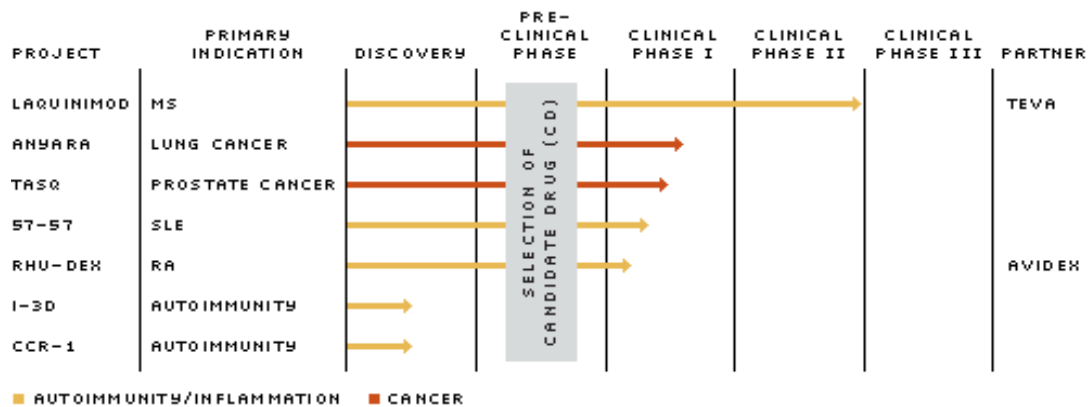 PROJECT PRIMARY INDICATION DISCOVERY PRE-CLINICAL PHASE CLINICAL PHASE I CLINICAL PHASE II CLINICAL PHASE III PARTNER
LAQUINIMOD MS TEVA
ANYARA LUNG CANCER
TASQ PROSTATE CANCER
57-57 SLE
RHU-DEX RA AVIDEX
I-3D AUTOIMMUNITY
CCR-1 AUTOIMMUNITY
SELECTION OF
CANDIDATE DRUG (CD)
AUTOIMMUNITY/INFLAMMATION CANCER